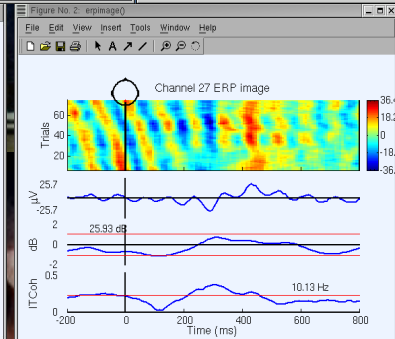 Figure No. 2: erpimage()
File Edit View Insert Tools Window Help
Channel 27 ERP image
Trials
60
40
20
36.4
18.2
0
-18.
-36.
µV
25.7
-25.7
dB
2
0
-2
25.93 dB
ITCoh
0.5
0
10.13 Hz
-200 0 200 400 600 800
Time (ms)